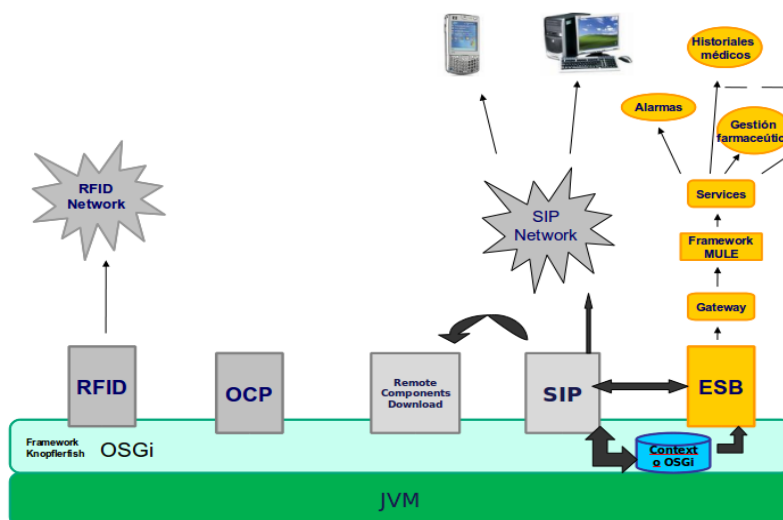 Historiales
médicos
Alarmas
Gestión
farmaceútic
RFID
Network
SIP
Network
Services
Framework
MULE
Gateway
RFID
OCP
Remote
Components
Download
SIP
ESB
Framework
Knopflerfish
OSGi
Context
o OSGi
JVM